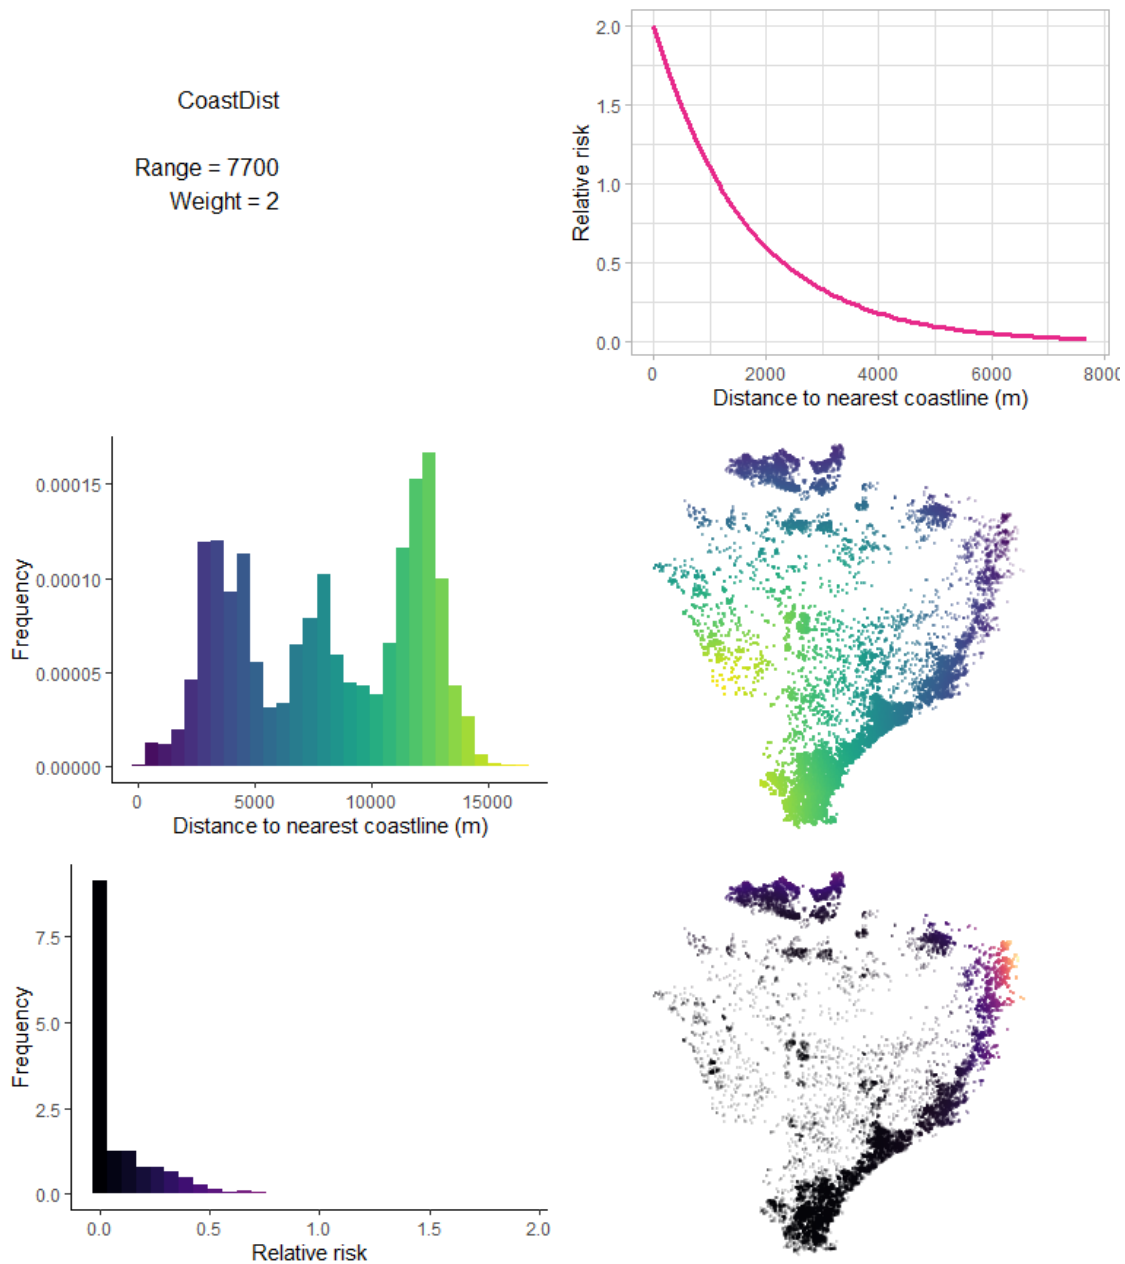 CoastDist
Range = 7700
Weight = 2
2.0
1.5
1.0
0.5
0.0
Relative risk
0 2000 4000 6000 8000
Distance to nearest coastline (m)
0.00015
0.00010
0.00005
0.00000
Frequency
0 5000 10000 15000
Distance to nearest coastline (m)
7.5
5.0
2.5
0.0
Frequency
0.0 0.5 1.0 1.5 2.0
Relative risk